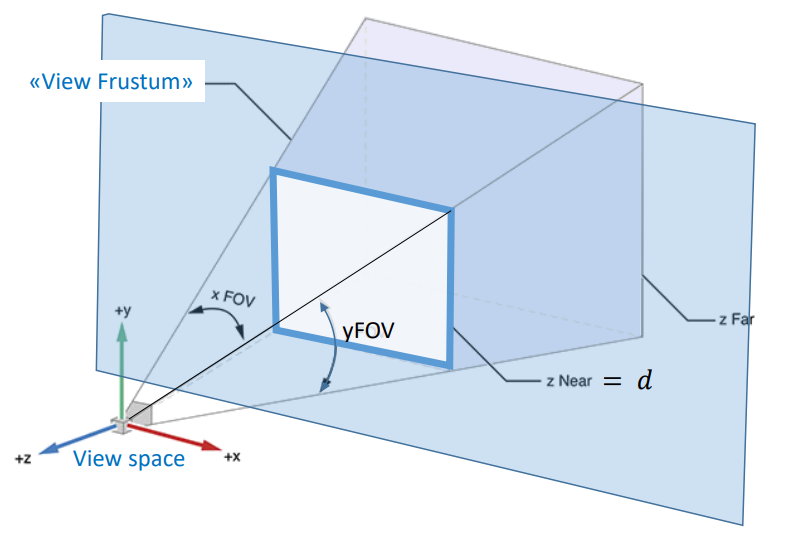 «View Frustum»
x FOV
+y
yFOV
z Far
z Near = d
+z
View space
+x